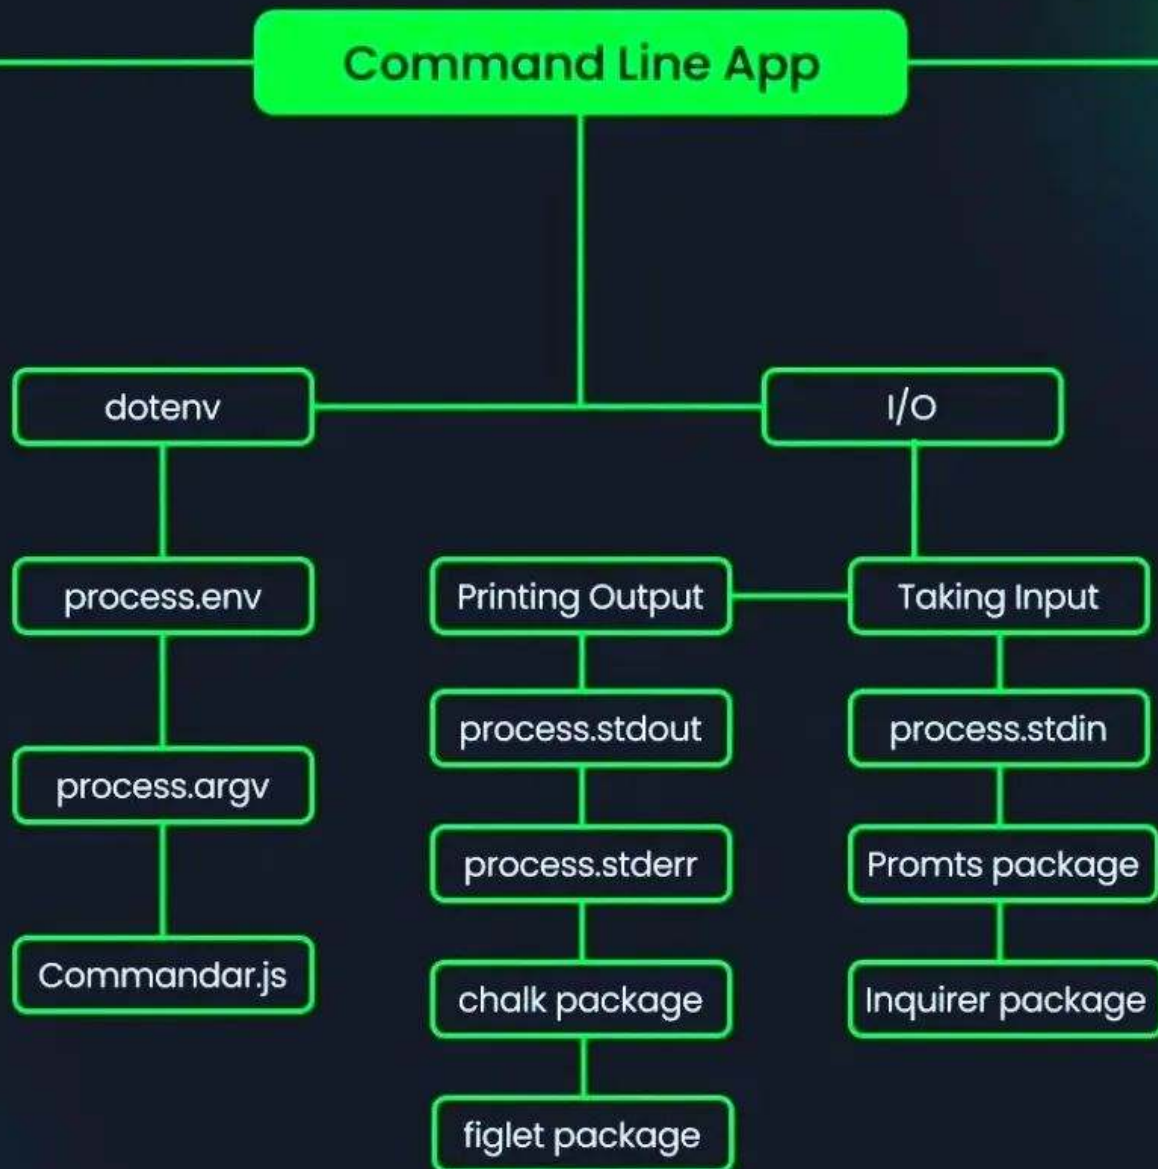 Command Line App
dotenv
I/O
process.env
Printing Output
Taking Input
process.stdout
process.stdin
process.argv
process.stderr
Promts package
Commandar.js
chalk package
Inquirer package
figlet package